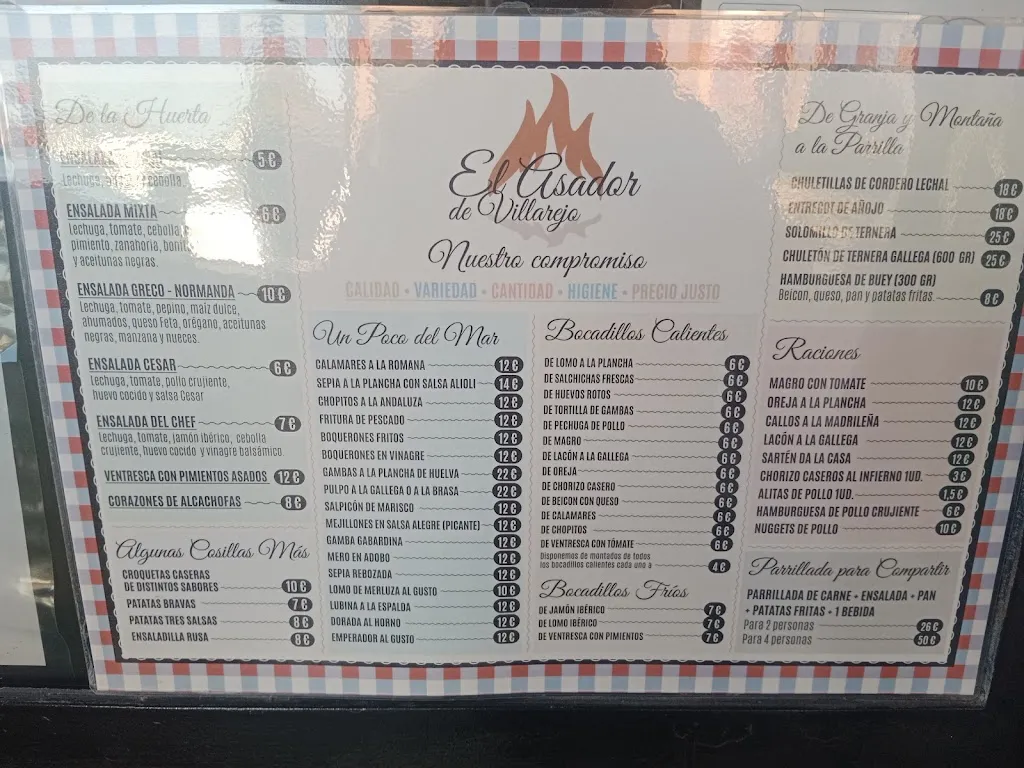 De la Huerta
5€
Lechuga, cebolla.
ENSALADA MIXTA 6€
Lechuga, tomate, cebolla,
pimiento, zanahoria,
y aceitunas negras.
ENSALADA GRECO - NORMANDA 10€
Lechuga, tomate, pepino, maíz dulce,
ahumados, queso Feta, orégano, aceitunas
negras, manzana y nueces.
ENSALADA CESAR 6€
Lechuga, tomate, pollo crujiente,
huevo cocido y salsa Cesar
ENSALADA DEL CHEF 7€
Lechuga, tomate, jamón ibérico, cebolla
crujiente, huevo cocido y vinagre balsámico.
VENTRESCA CON PIMIENTOS ASADOS 12€
CORAZONES DE ALCACHOFAS 8€
Algunas Cosillas Más
CROQUETAS CASERAS
DE DISTINTOS SABORES 10€
PATATAS BRAVAS 7€
PATATAS TRES SALSAS 8€
ENSALADILLA RUSA 8€
El Asador
de Villarejo
Nuestro compromiso
CALIDAD • VARIEDAD • CANTIDAD • HIGIENE • PRECIO JUSTO
Un Poco del Mar
CALAMARES A LA ROMANA 12€
SEPIA A LA PLANCHA CON SALSA ALIOLI 14€
CHOPITOS A LA ANDALUZA 12€
FRITURA DE PESCADO 12€
BOQUERONES FRITOS 12€
BOQUERONES EN VINAGRE 12€
GAMBAS A LA PLANCHA DE HUELVA 22€
PULPO A LA GALLEGA O A LA BRASA 22€
SALPICÓN DE MARISCO 12€
MEJILLONES EN SALSA ALEGRE (PICANTE) 12€
GAMBA GABARDINA 12€
MERO EN ADOBO 12€
SEPIA REBOZADA 12€
LOMO DE MERLUZA AL GUSTO 10€
LUBINA A LA ESPALDA 12€
DORADA AL HORNO 12€
EMPERADOR AL GUSTO 12€
Bocadillos Calientes
DE LOMO A LA PLANCHA 6€
DE SALCHICHAS FRESCAS 6€
DE HUEVOS ROTOS 6€
DE TORTILLA DE GAMBAS 6€
DE PECHUGA DE POLLO 6€
DE MAGRO 6€
DE LACÓN A LA GALLEGA 6€
DE OREJA 6€
DE CHORIZO CASERO 6€
DE BEICON CON QUESO 6€
DE CALAMARES 6€
DE CHOPITOS 6€
DE VENTRESCA CON TÓMATE 6€
Disponemos de montados de todos
los bocadillos calientes cada uno a 4€
Bocadillos Fríos
DE JAMÓN IBÉRICO 7€
DE LOMO IBÉRICO 7€
DE VENTRESCA CON PIMIENTOS 7€
De Granja y Montaña
a la Parrilla
CHULETILLAS DE CORDERO LECHAL 18€
ENTRECOT DE AÑOJO 18€
SOLOMILLO DE TERNERA 25€
CHULETÓN DE TERNERA GALLEGA (600 GR) 25€
HAMBURGUESA DE BUEY (300 GR)
Beicon, queso, pan y patatas fritas 8€
Raciones
MAGRO CON TOMATE 10€
OREJA A LA PLANCHA 12€
CALLOS A LA MADRILEÑA 12€
LACÓN A LA GALLEGA 12€
SARTÉN DA LA CASA 12€
CHORIZO CASEROS AL INFIERNO 1UD. 3€
ALITAS DE POLLO 1UD. 1,5€
HAMBURGUESA DE POLLO CRUJIENTE 6€
NUGGETS DE POLLO 10€
Parrillada para Compartir
PARRILLADA DE CARNE + ENSALADA + PAN
+ PATATAS FRITAS + 1 BEBIDA
Para 2 personas 26€
Para 4 personas 50€